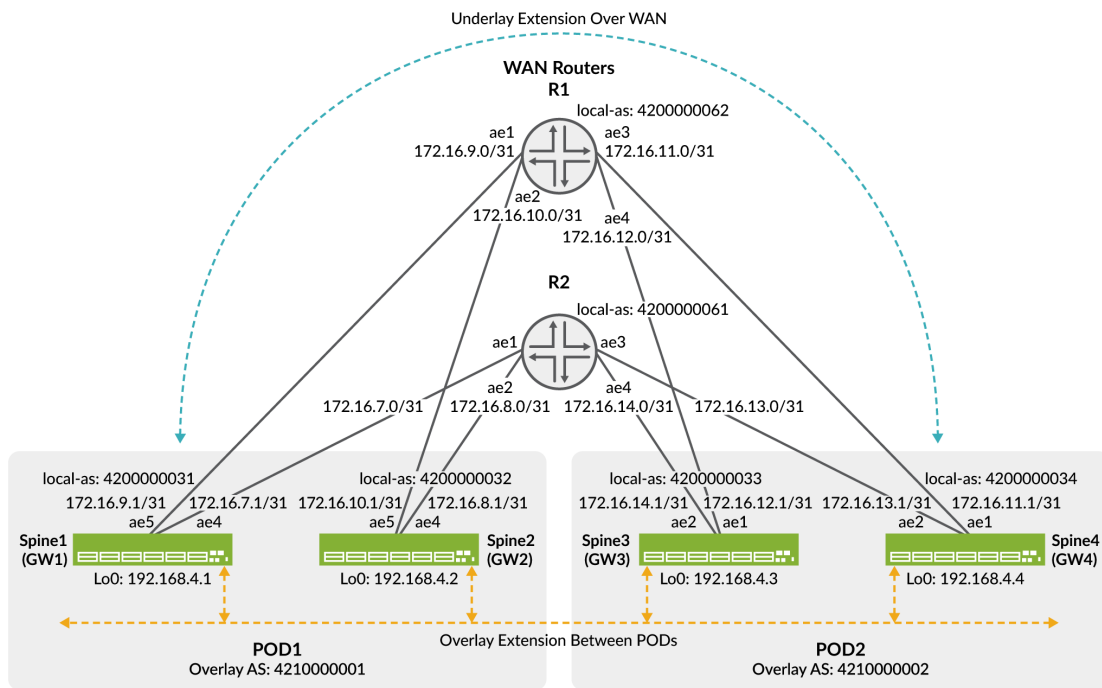 Underlay Extension Over WAN
WAN Routers
R1
local-as: 4200000062
ae1
ae3
172.16.9.0/31
172.16.11.0/31
ae2
172.16.10.0/31
ae4
172.16.12.0/31
R2
local-as: 4200000061
ae1
ae3
ae2
ae4
172.16.7.0/31
172.16.8.0/31
172.16.14.0/31
172.16.13.0/31
local-as: 4200000031
local-as: 4200000032
local-as: 4200000033
local-as: 4200000034
172.16.9.1/31
172.16.7.1/31
172.16.10.1/31
172.16.8.1/31
172.16.14.1/31
172.16.12.1/31
172.16.13.1/31
172.16.11.1/31
ae5
ae4
ae5
ae4
ae2
ae1
ae2
ae1
Spine1
(GW1)
Spine2
(GW2)
Spine3
(GW3)
Spine4
(GW4)
Lo0: 192.168.4.1
Lo0: 192.168.4.2
Lo0: 192.168.4.3
Lo0: 192.168.4.4
Overlay Extension Between PODs
POD1
Overlay AS: 4210000001
POD2
Overlay AS: 4210000002